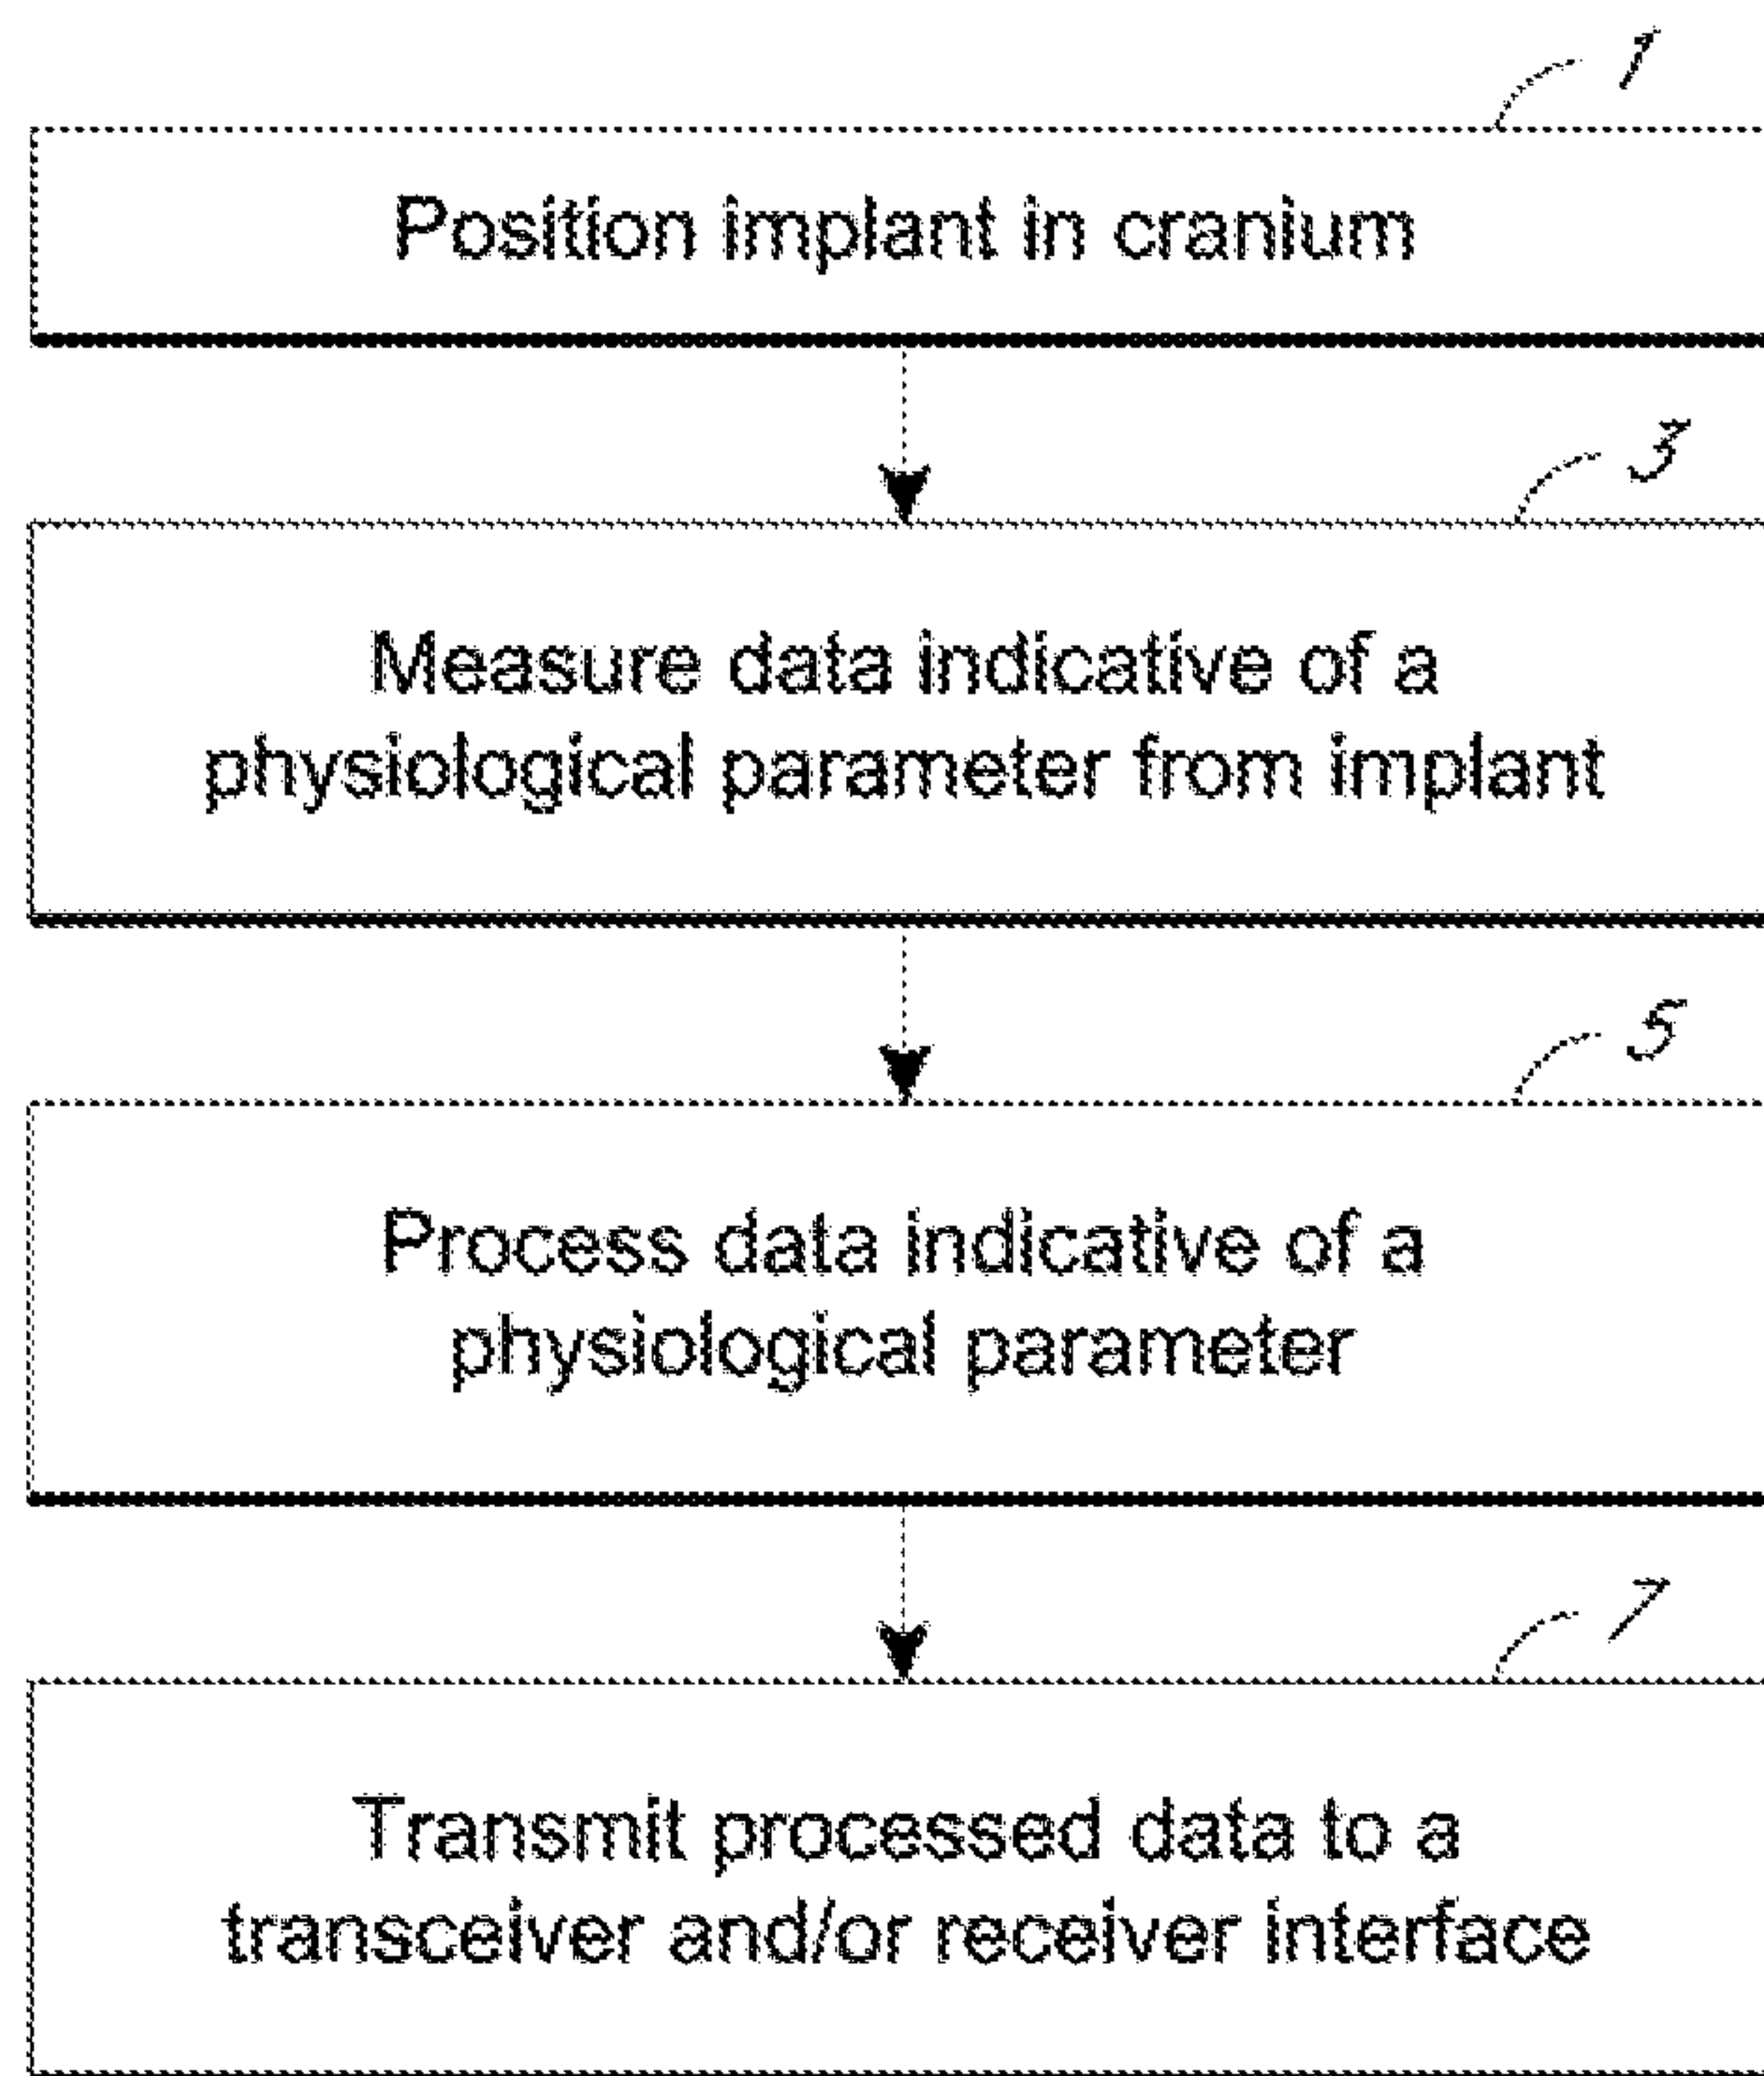 1
Position implant in cranium
3
Measure data indicative of a
physiological parameter from implant
5
Process data indicative of a
physiological parameter
7
Transmit processed data to a
transceiver and/or receiver interface